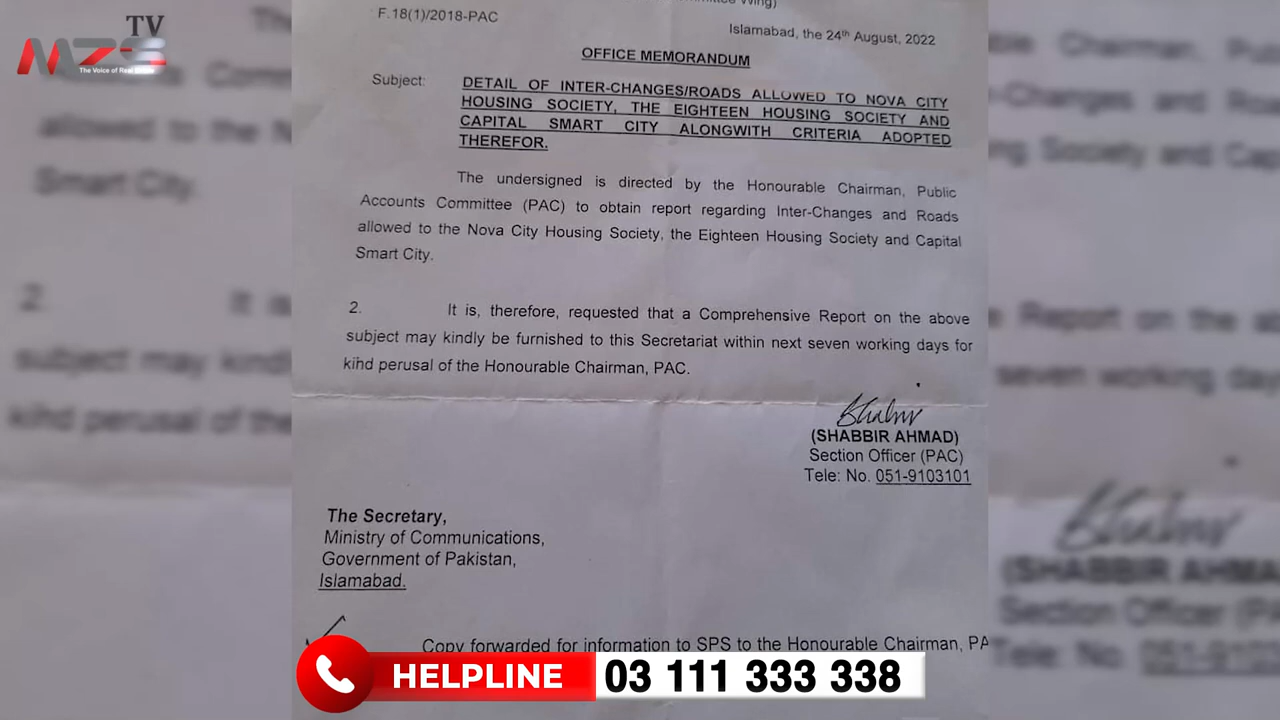 TV
MZS
The Voice of Real
Wing)
F.18(1)/2018-PAC
Islamabad, the 24th August, 2022
OFFICE MEMORANDUM
Subject: DETAIL OF INTER-CHANGES/ROADS ALLOWED TO NOVA CITY
HOUSING SOCIETY, THE EIGHTEEN HOUSING SOCIETY AND
CAPITAL SMART CITY ALONGWITH CRITERIA ADOPTED
THEREFOR.
The undersigned is directed by the Honourable Chairman, Public
Accounts Committee (PAC) to obtain report regarding Inter-Changes and Roads
allowed to the Nova City Housing Society, the Eighteen Housing Society and Capital
Smart City.
2. It is, therefore, requested that a Comprehensive Report on the above
subject may kindly be furnished to this Secretariat within next seven working days for
kind perusal of the Honourable Chairman, PAC.
(SHABBIR AHMAD)
Section Officer (PAC)
Tele: No. 051-9103101
The Secretary,
Ministry of Communications,
Government of Pakistan,
Islamabad.
Copy forwarded for information to SPS to the Honourable Chairman, PA
HELPLINE 03 111 333 338